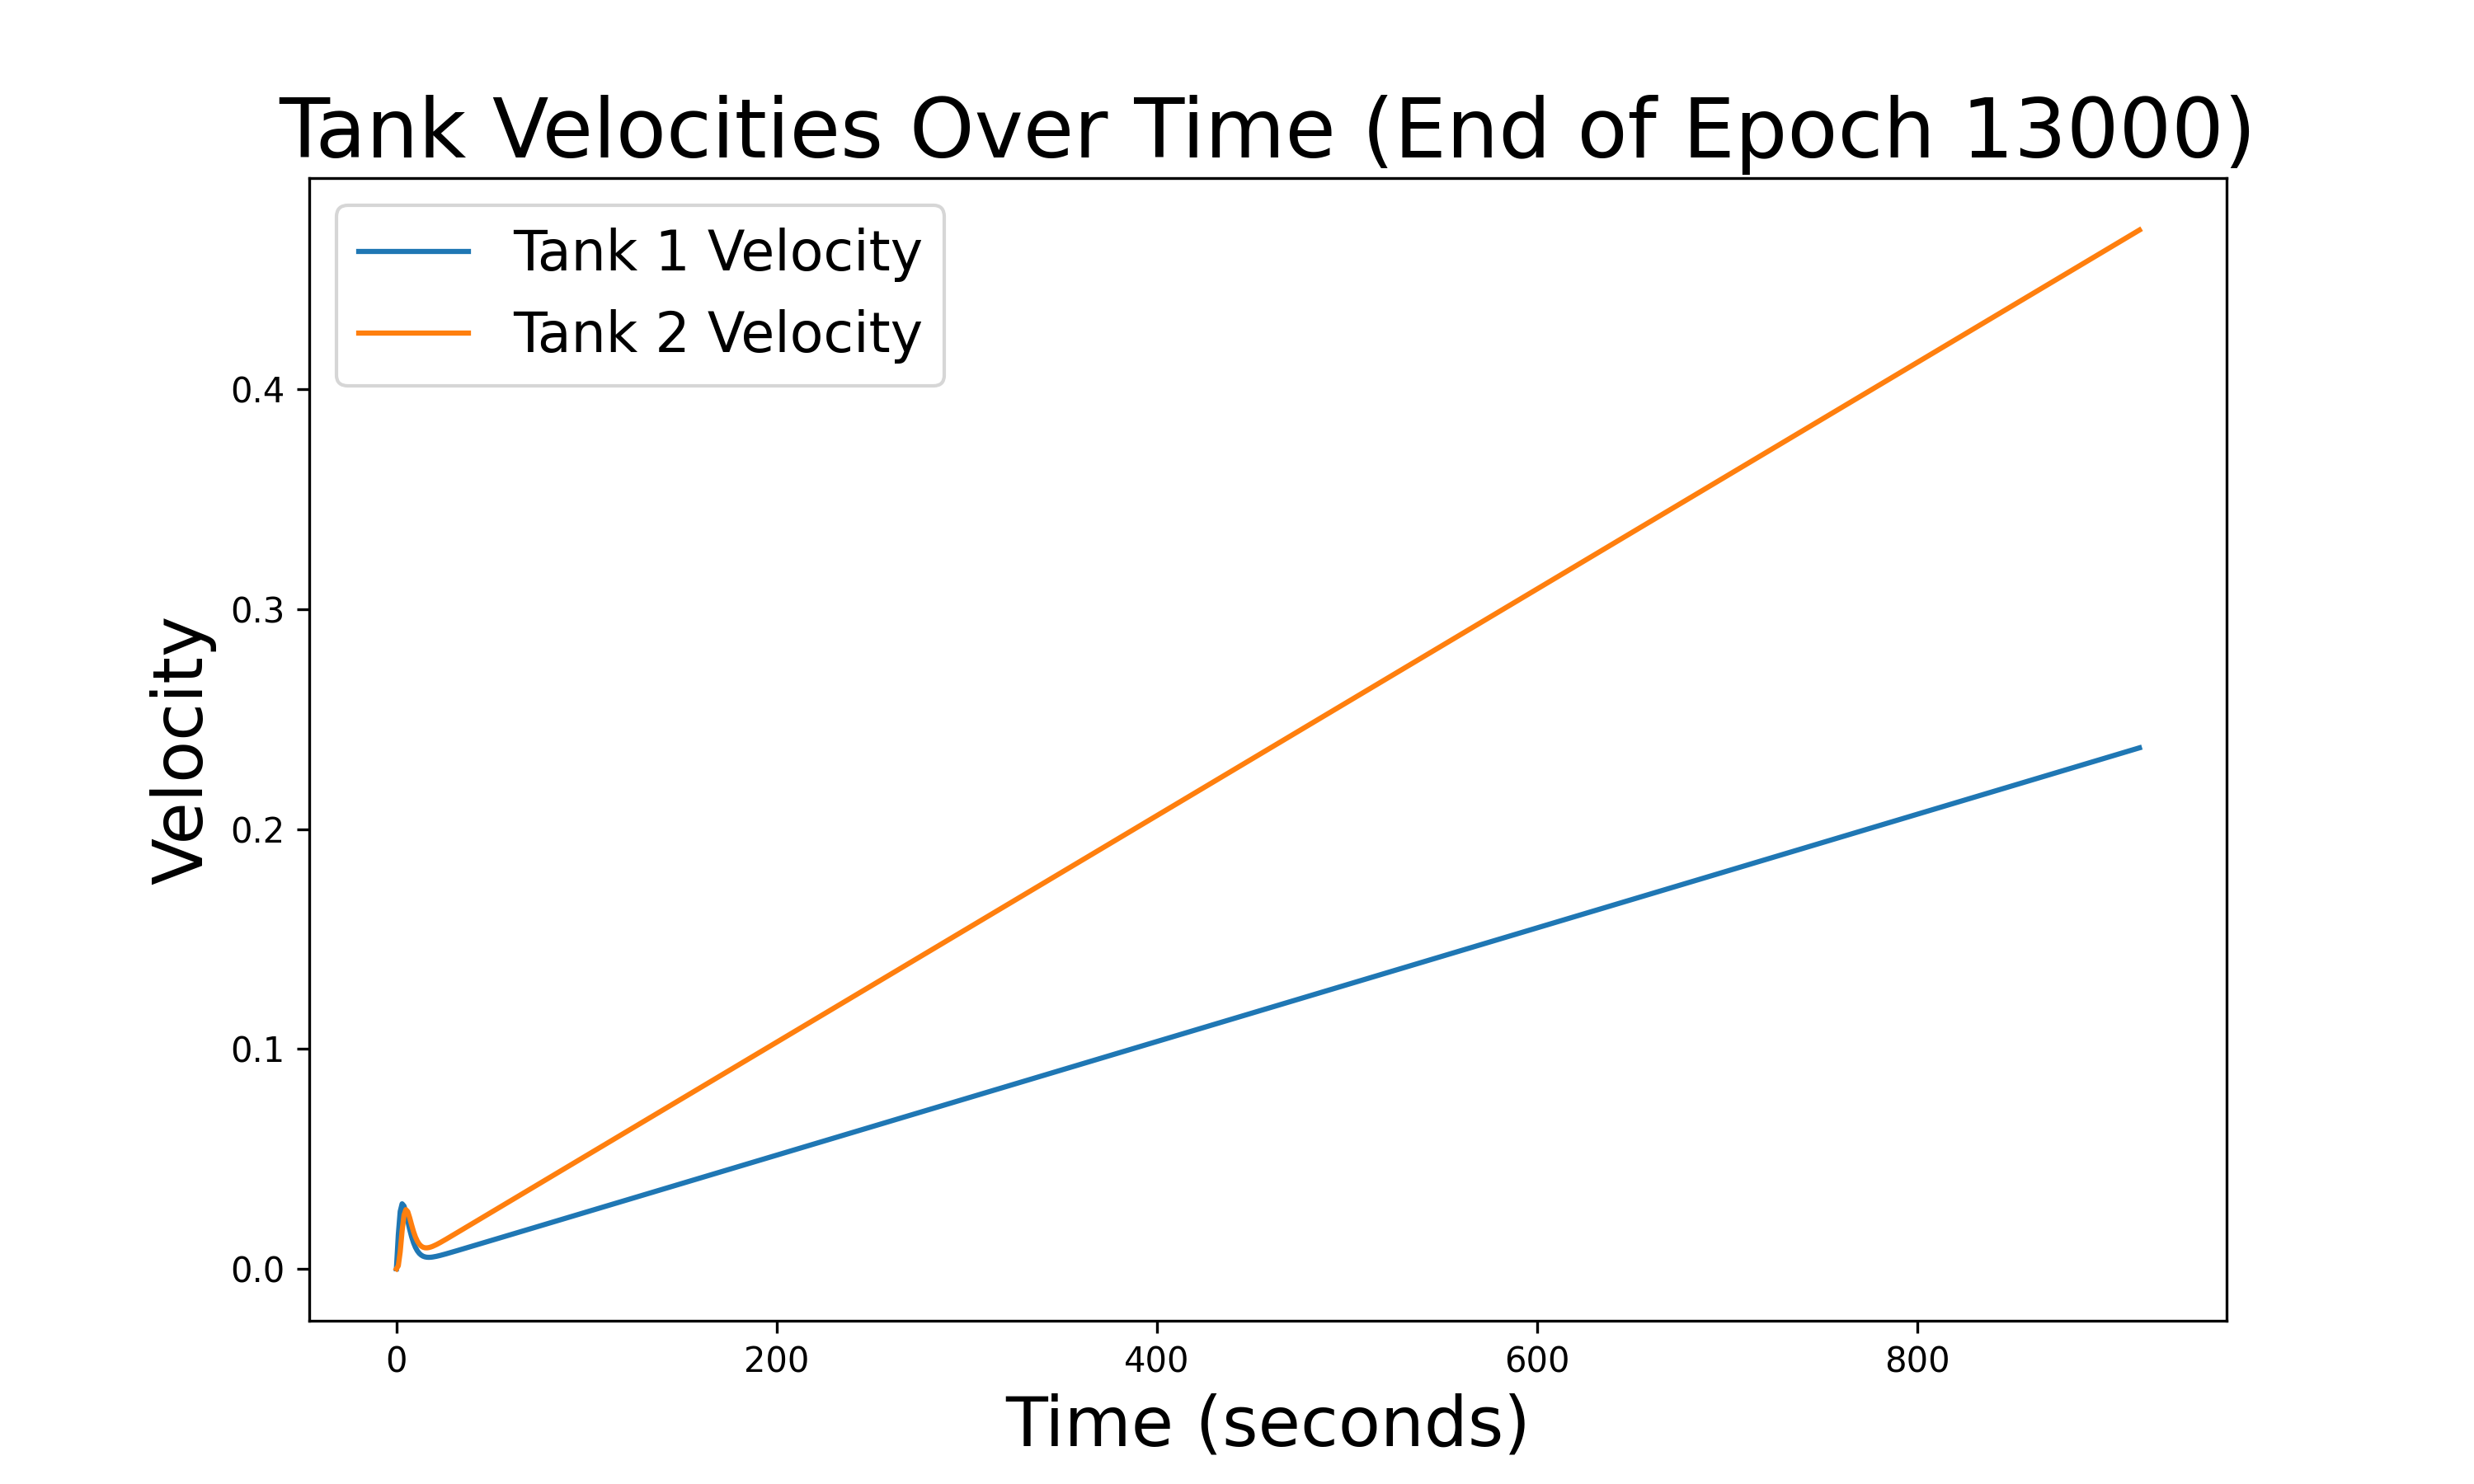 Tank Velocities Over Time (End of Epoch 13000)
Tank 1 Velocity
Tank 2 Velocity
Velocity
0.4
0.3
0.2
0.1
0.0
0 200 400 600 800
Time (seconds)